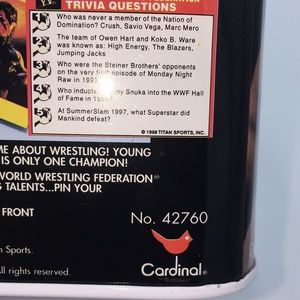 TRIVIA QUESTIONS
1 Who was never a member of the Nation of
Domination? Crush, Savio Vega, Marc Mero
2 The team of Owen Hart and Koko B. Ware
was known as: High Energy, The Blazers,
Jumping Jacks
3 Who were the Steiner Brothers' opponents
on the very first episode of Monday Night
Raw in 1993
4 Who inducted Jimmy Snuka into the WWF Hall
of Fame in
5 At SummerSlam 1997, what Superstar did
Mankind defeat?
© 1998 TITAN SPORTS, INC.
ME ABOUT WRESTLING! YOUNG
IS ONLY ONE CHAMPION!
WORLD WRESTLING FEDERATION®
G TALENTS...PIN YOUR
FRONT
No. 42760
n Sports.
All rights reserved.
Cardinal®